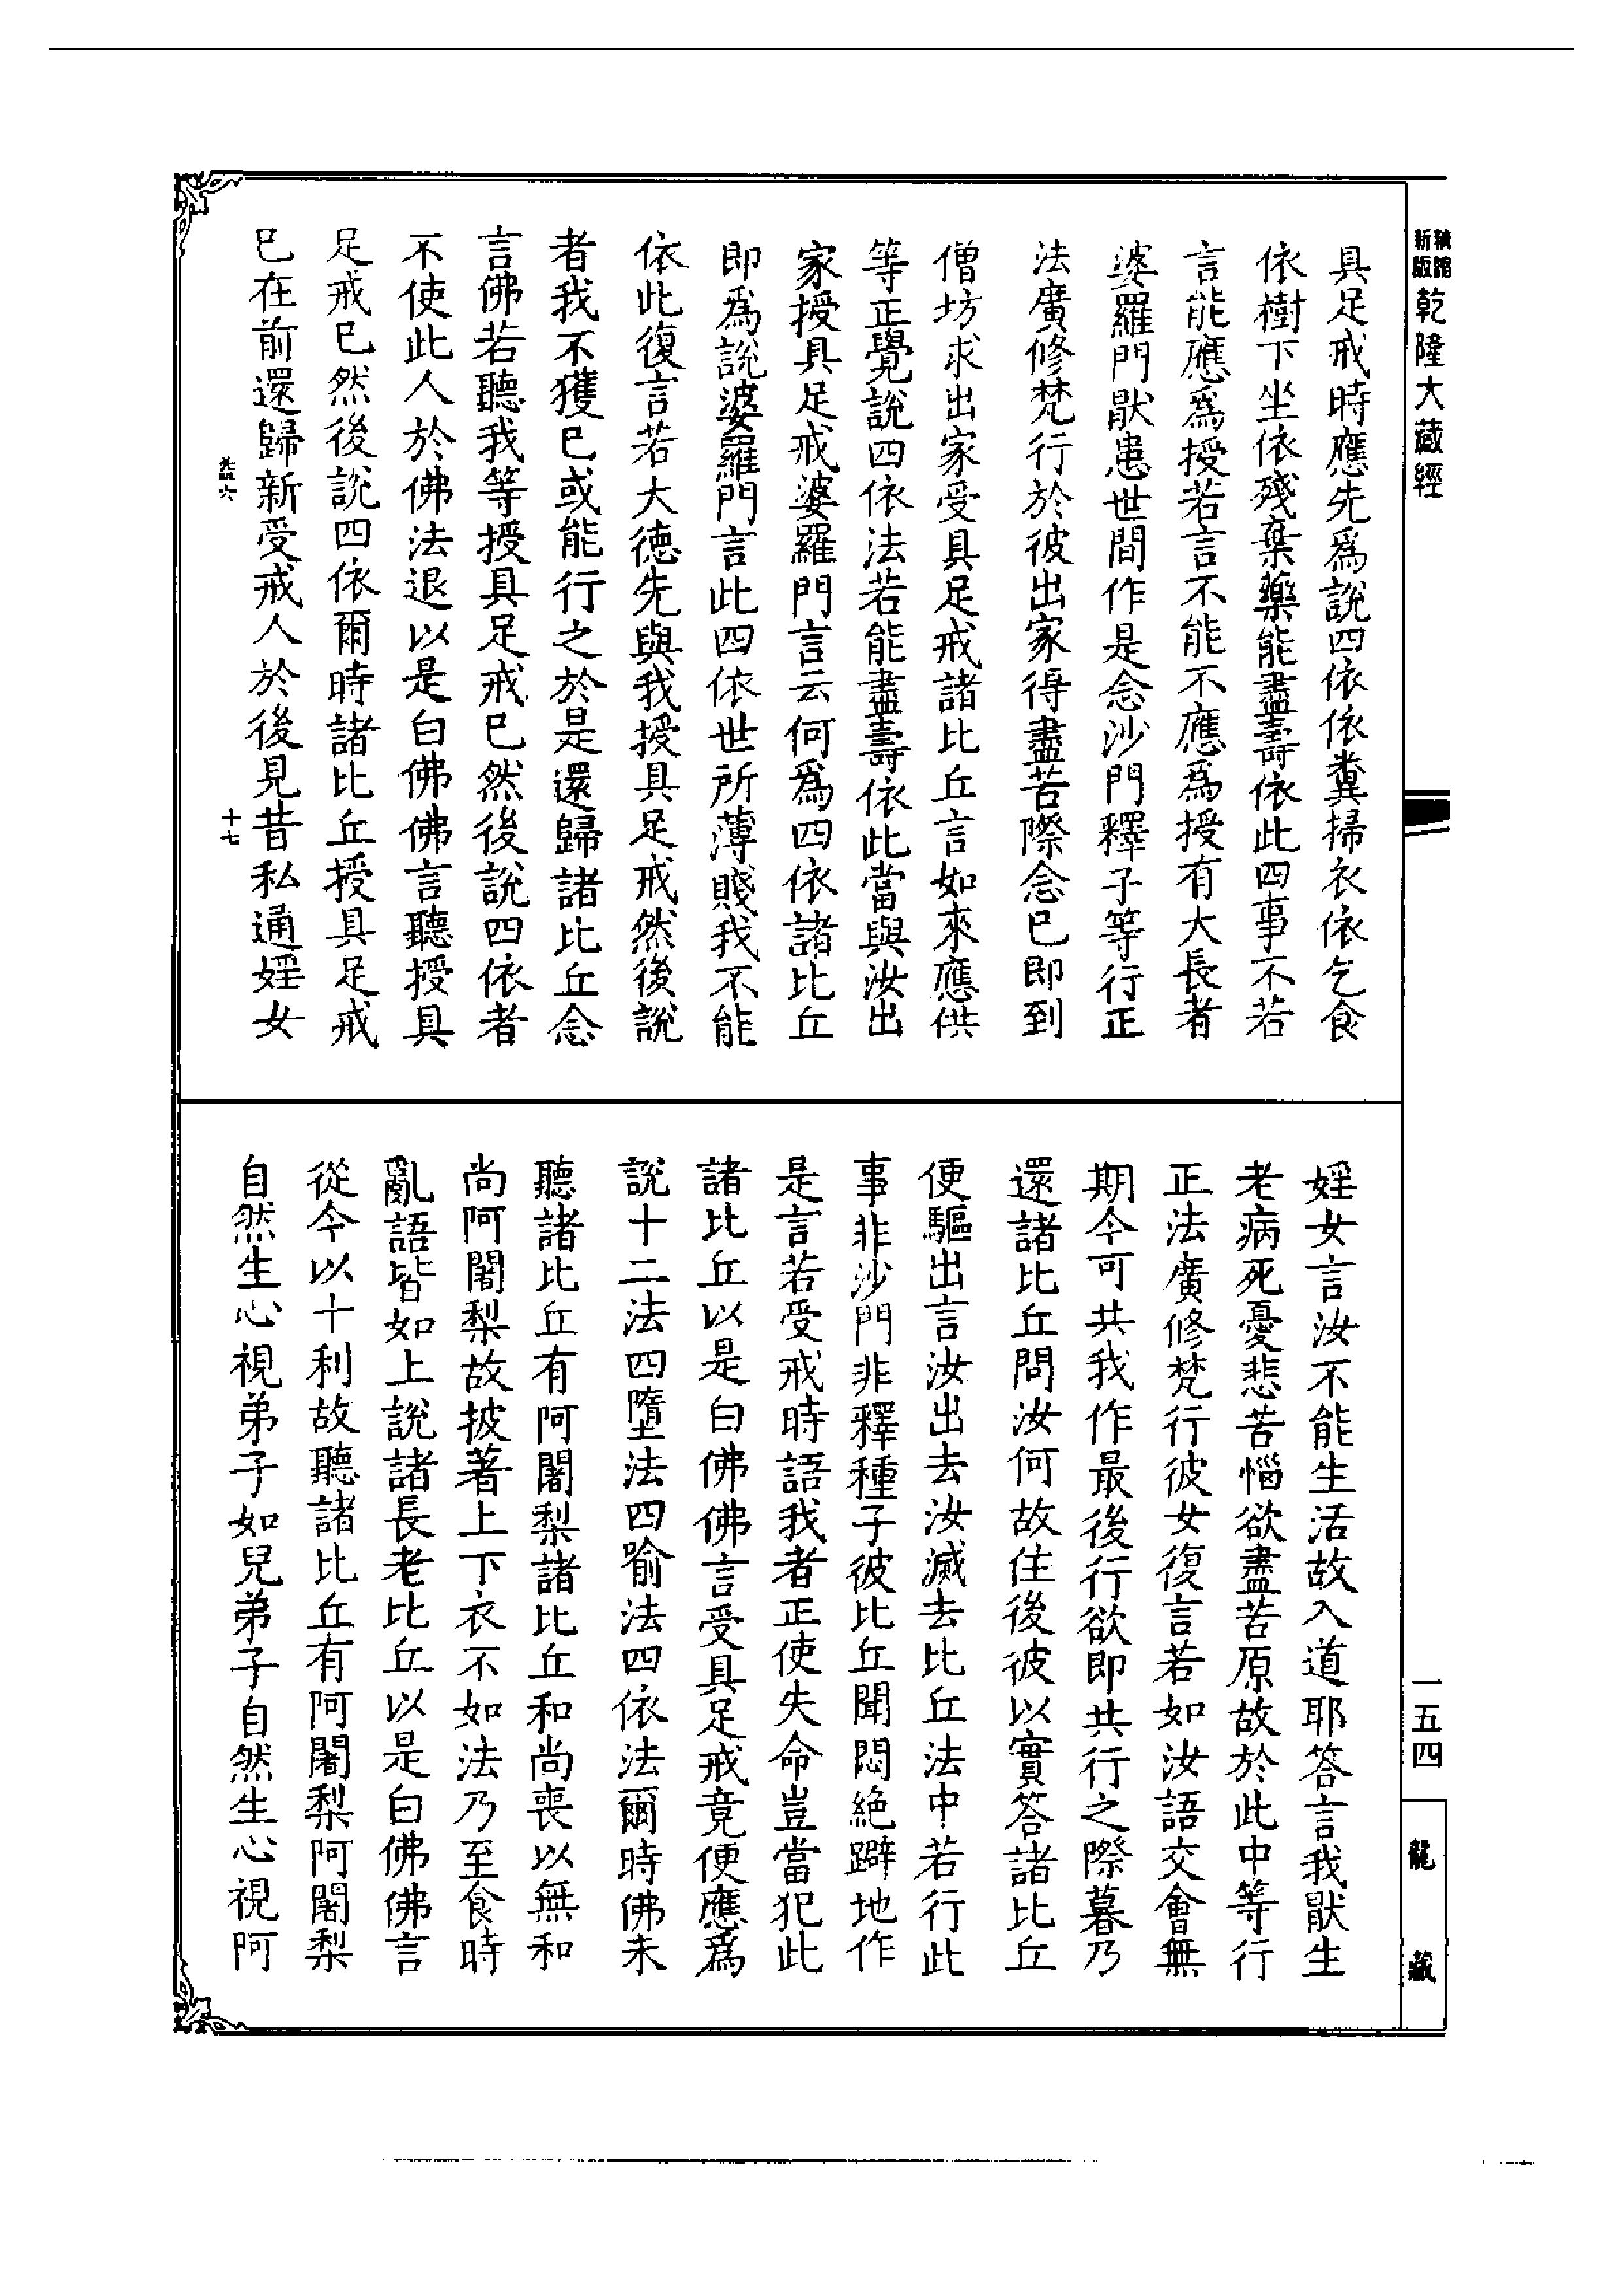 新版
乾隆大藏經
具足戒時應先為說四依依糞掃衣依乞食
依樹下坐依殘棄藥能盡壽依此四事不若
言能應為授若言不能不應為授有大長者
婆羅門猒患世間作是念沙門釋子等行正
法廣修梵行於彼出家得盡苦際念已即到
僧坊求出家受具足戒諸比丘言如來應供
等正覺說四依法若能盡壽依此當與汝出
家授具足戒婆羅門言云何為四依諸比丘
即為說婆羅門言此四依世所薄賤我不能
依此復言若大德先與我授具足戒然後說
者我不獲已或能行之於是還歸諸比丘念
言佛若聽我等授具足戒已然後說四依者
不使此人於佛法退以是白佛佛言聽授具
足戒已然後說四依爾時諸比丘授具足戒
已在前還歸新受戒人於後見昔私通婬女
十七
婬女言汝不能生活故入道耶答言我猒生
老病死憂悲苦惱欲盡苦原故於此中等行
正法廣修梵行彼女復言若如汝語交會無
期今可共我作最後行欲即共行之際暮乃
還諸比丘問汝何故住後彼以實答諸比丘
便驅出言汝出去汝滅去比丘法中若行此
事非沙門非釋種子彼比丘聞悶絕躃地作
是言若受戒時語我者正使失命豈當犯此
諸比丘以是白佛佛言受具足戒竟便應為
說十二法四墮法四喻法四依法爾時佛未
聽諸比丘有阿闍梨諸比丘和尚喪以無和
尚阿闍梨故披著上下衣不如法乃至食時
亂語皆如上說諸長老比丘以是白佛佛言
從今以十利故聽諸比丘有阿闍梨阿闍梨
自然生心視弟子如兒弟子自然生心視阿
一五四
龍藏